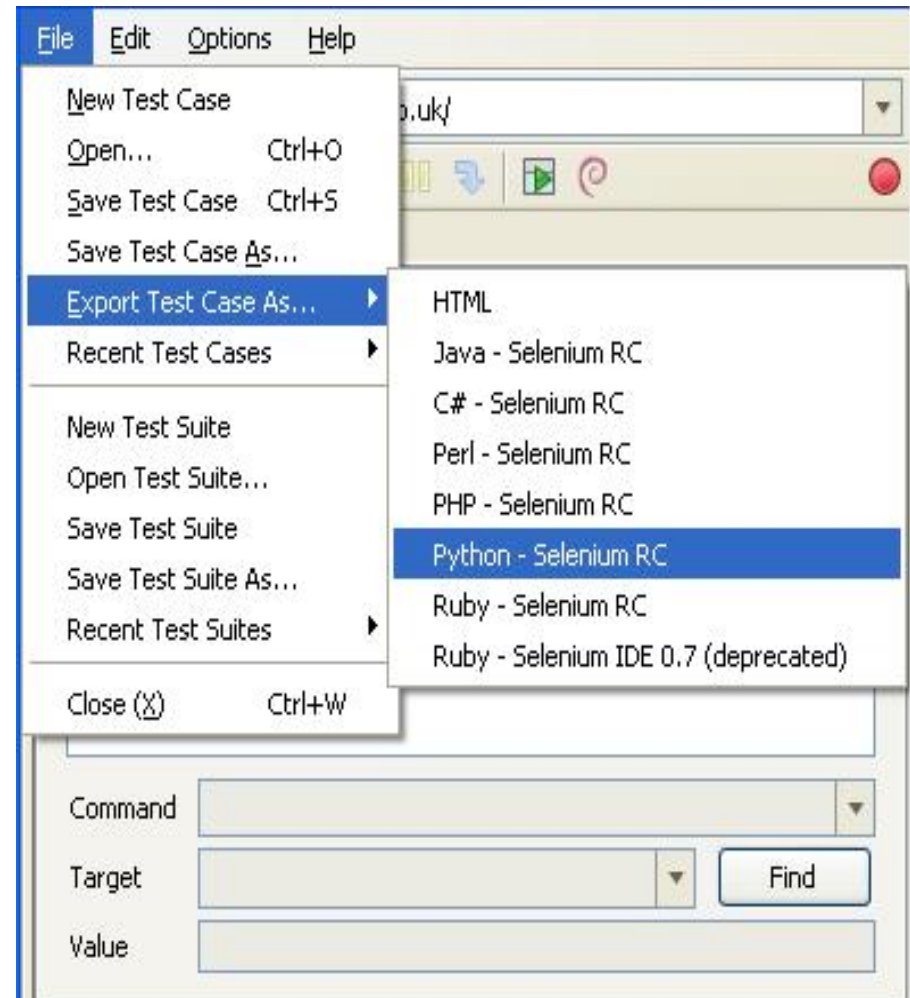 File Edit Options Help
New Test Case
Open... Ctrl+O
Save Test Case Ctrl+S
Save Test Case As...
Export Test Case As...
Recent Test Cases
New Test Suite
Open Test Suite...
Save Test Suite
Save Test Suite As...
Recent Test Suites
Close (X) Ctrl+W
.uk/
HTML
Java - Selenium RC
C# - Selenium RC
Perl - Selenium RC
PHP - Selenium RC
Python - Selenium RC
Ruby - Selenium RC
Ruby - Selenium IDE 0.7 (deprecated)
Command
Target Find
Value